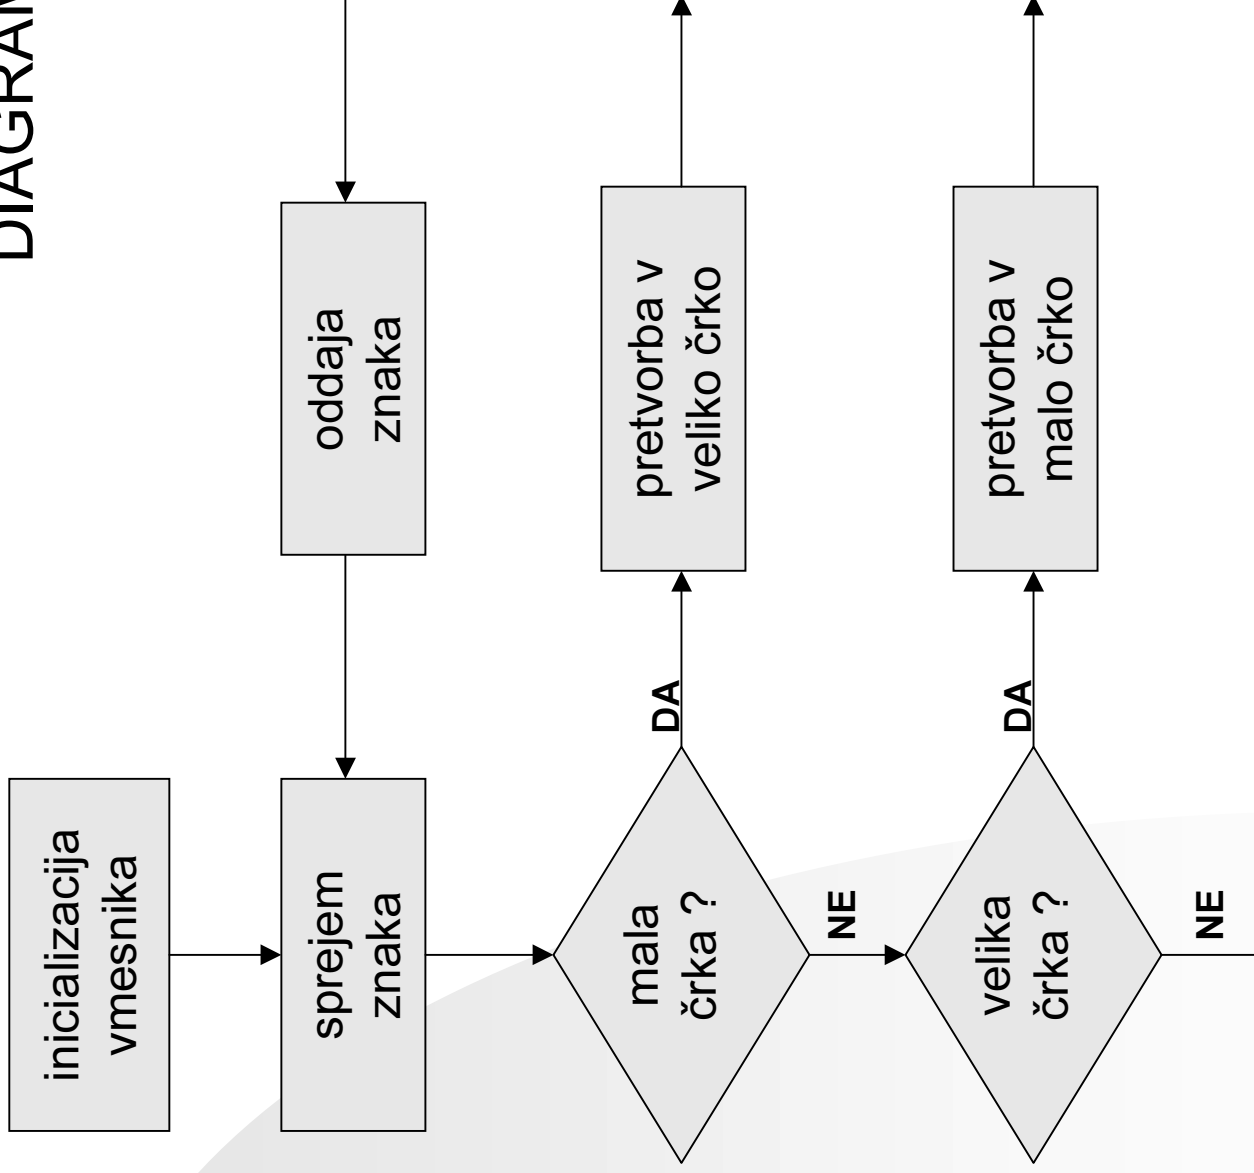 DIAGRAM
inicializacija
vmesnika
sprejem
znaka
oddaja
znaka
mala
črka ?
DA
pretvorba v
veliko črko
NE
velika
črka ?
DA
pretvorba v
malo črko
NE